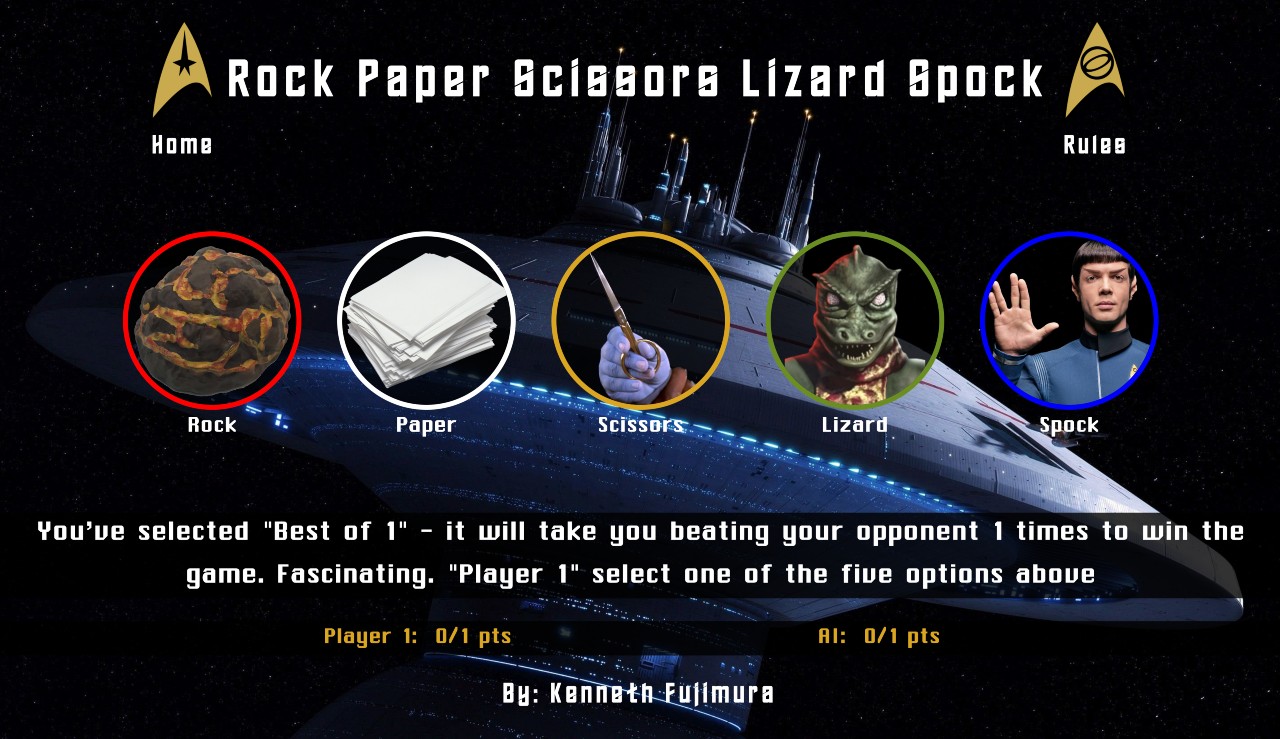 Rock Paper Scissors Lizard Spock
Home
Rules
Rock
Paper
Scissors
Lizard
Spock
You've selected "Best of 1" - it will take you beating your opponent 1 times to win the
game. Fascinating. "Player 1" select one of the five options above
Player 1: 0/1 pts
AI: 0/1 pts
By: Kenneth Fujimura